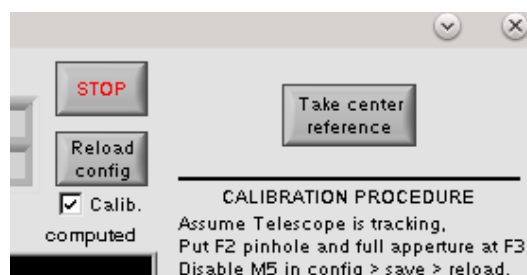 STOP
Take center
reference
Reload
config
Calib.
computed
CALIBRATION PROCEDURE
Assume Telescope is tracking,
Put F2 pinhole and full apperture at F3
Disable M5 in config > save > reload.